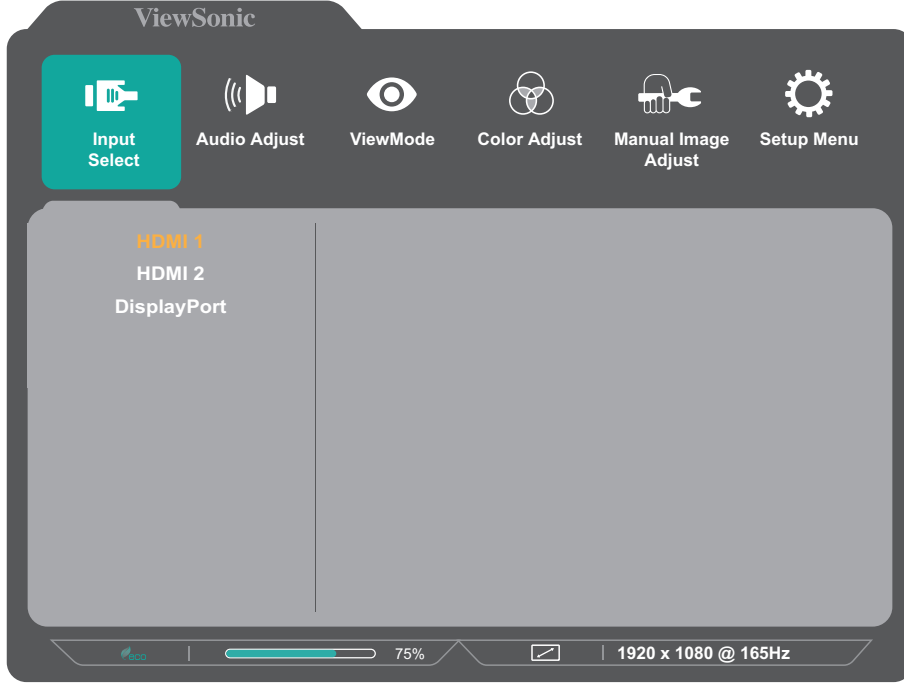 ViewSonic
Input
Select
Audio Adjust
ViewMode
Color Adjust
Manual Image
Adjust
Setup Menu
HDMI 1
HDMI 2
DisplayPort
eco
75%
1920 x 1080 @ 165Hz